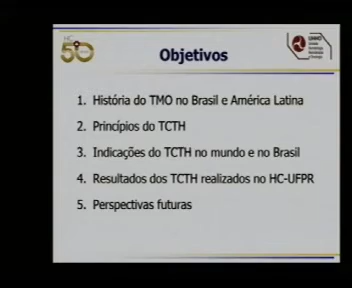 HC
50
Objetivos
1. História do TMO no Brasil e América Latina
2. Princípios do TCTH
3. Indicações do TCTH no mundo e no Brasil
4. Resultados dos TCTH realizados no HC-UFPR
5. Perspectivas futuras